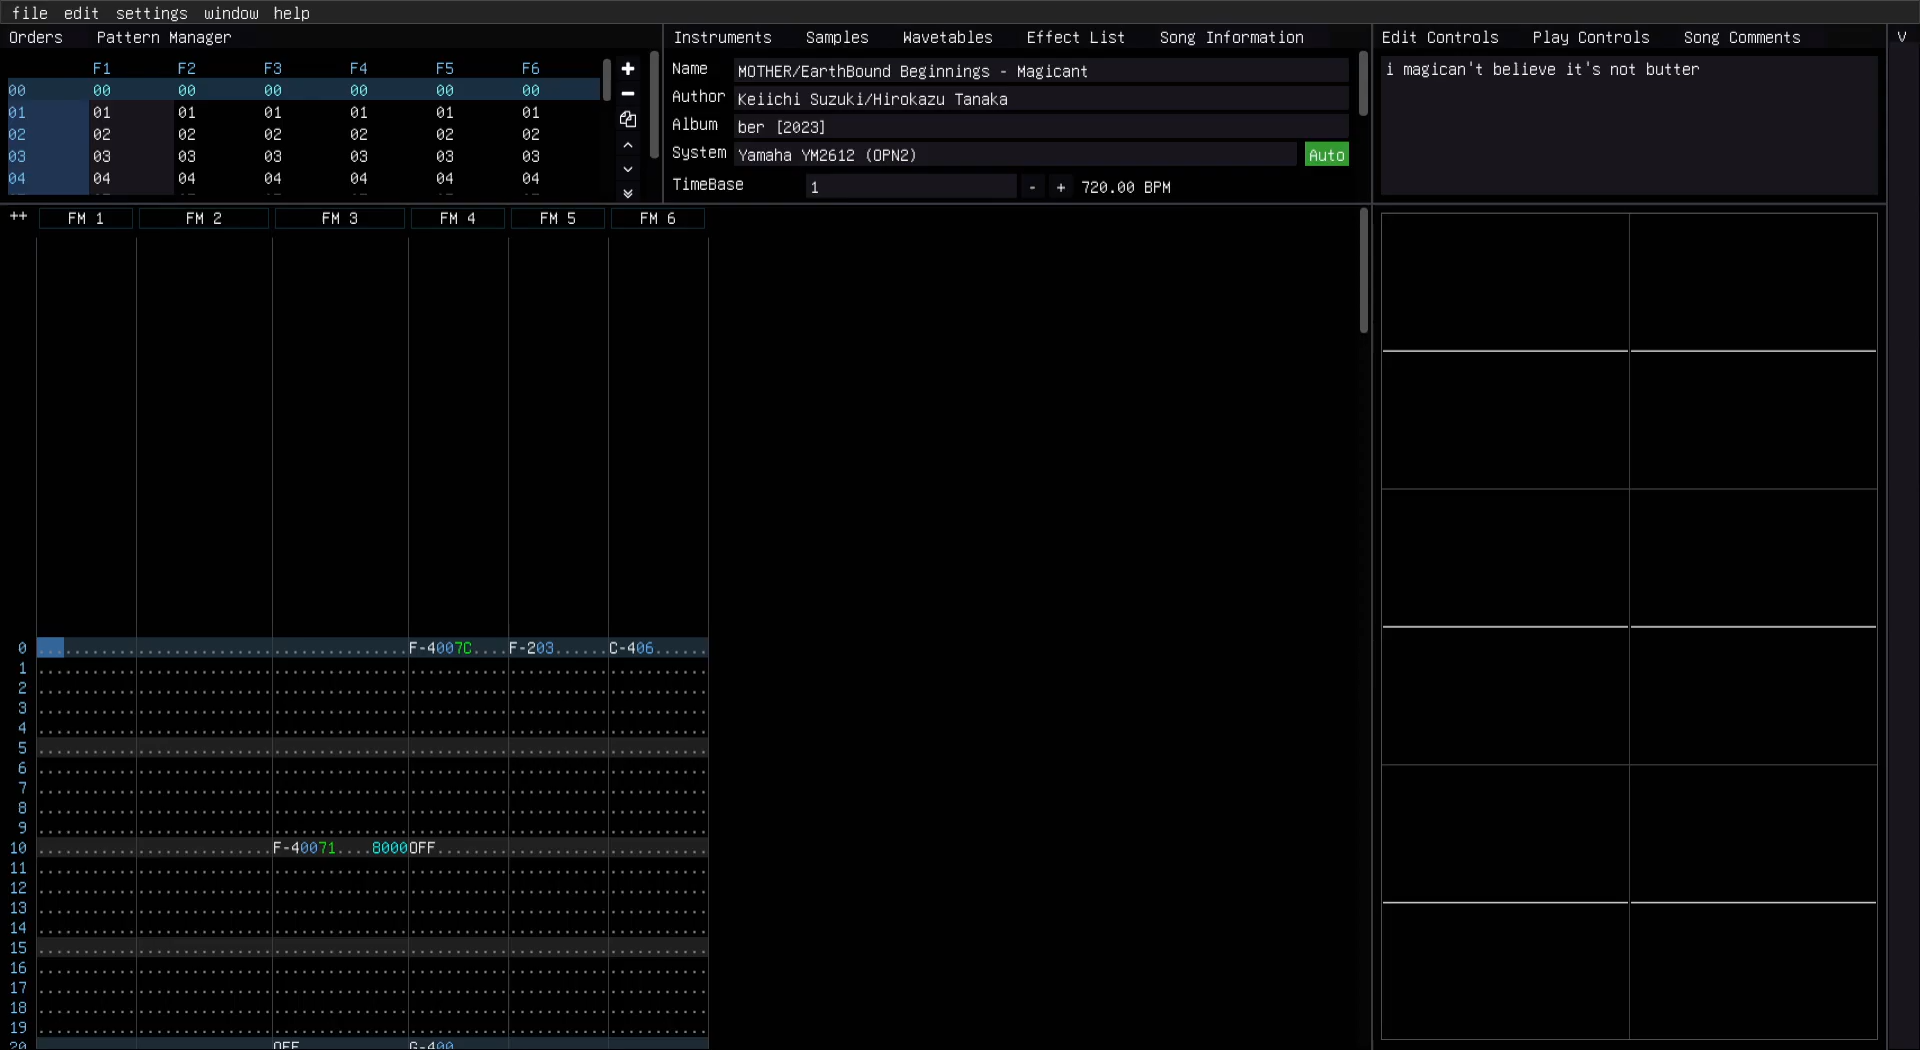 file edit settings window help
Orders Pattern Manager
F1 F2 F3 F4 F5 F6
00 00 00 00 00 00 00
01 01 01 01 01 01 01
02 02 02 02 02 02 02
03 03 03 03 03 03 03
04 04 04 04 04 04 04
Instruments Samples Wavetables Effect List Song Information
Name MOTHER/EarthBound Beginnings - Magicant
Author Keiichi Suzuki/Hirokazu Tanaka
Album ber [2023]
System Yamaha YM2612 (OPN2) Auto
TimeBase 1 - + 720.00 BPM
Edit Controls Play Controls Song Comments V
i magican't believe it's not butter
++ FM 1 FM 2 FM 3 FM 4 FM 5 FM 6
0 F-4007C.... F-203...... C-406......
1
2
3
4
5
6
7
8
9
10 F-40071....8000 OFF
11
12
13
14
15
16
17
18
19
20 OFF G-400